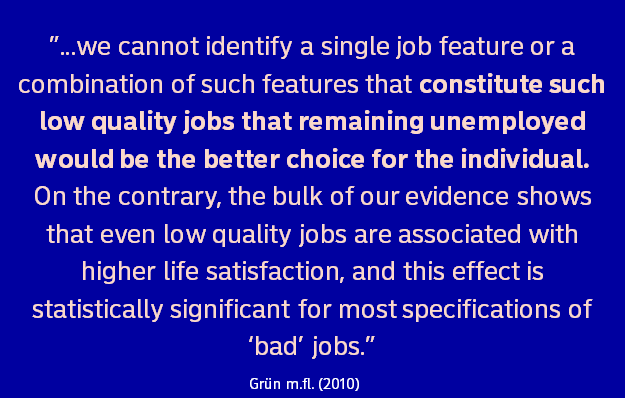 ”...we cannot identify a single job feature or a
combination of such features that constitute such
low quality jobs that remaining unemployed
would be the better choice for the individual.
On the contrary, the bulk of our evidence shows
that even low quality jobs are associated with
higher life satisfaction, and this effect is
statistically significant for most specifications of
‘bad’ jobs.”
Grün m.fl. (2010)